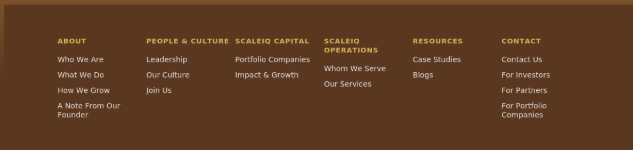 ABOUT
Who We Are
What We Do
How We Grow
A Note From Our
Founder
PEOPLE & CULTURE
Leadership
Our Culture
Join Us
SCALEIQ CAPITAL
Portfolio Companies
Impact & Growth
SCALEIQ
OPERATIONS
Whom We Serve
Our Services
RESOURCES
Case Studies
Blogs
CONTACT
Contact Us
For Investors
For Partners
For Portfolio
Companies